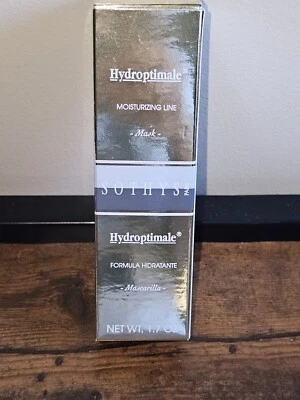 Hydroptimale®
MOISTURIZING LINE
- Mask -
SOTHYS
Hydroptimale®
FORMULA HIDRATANTE
- Mascarilla -
NET WT, 1.7 OZ